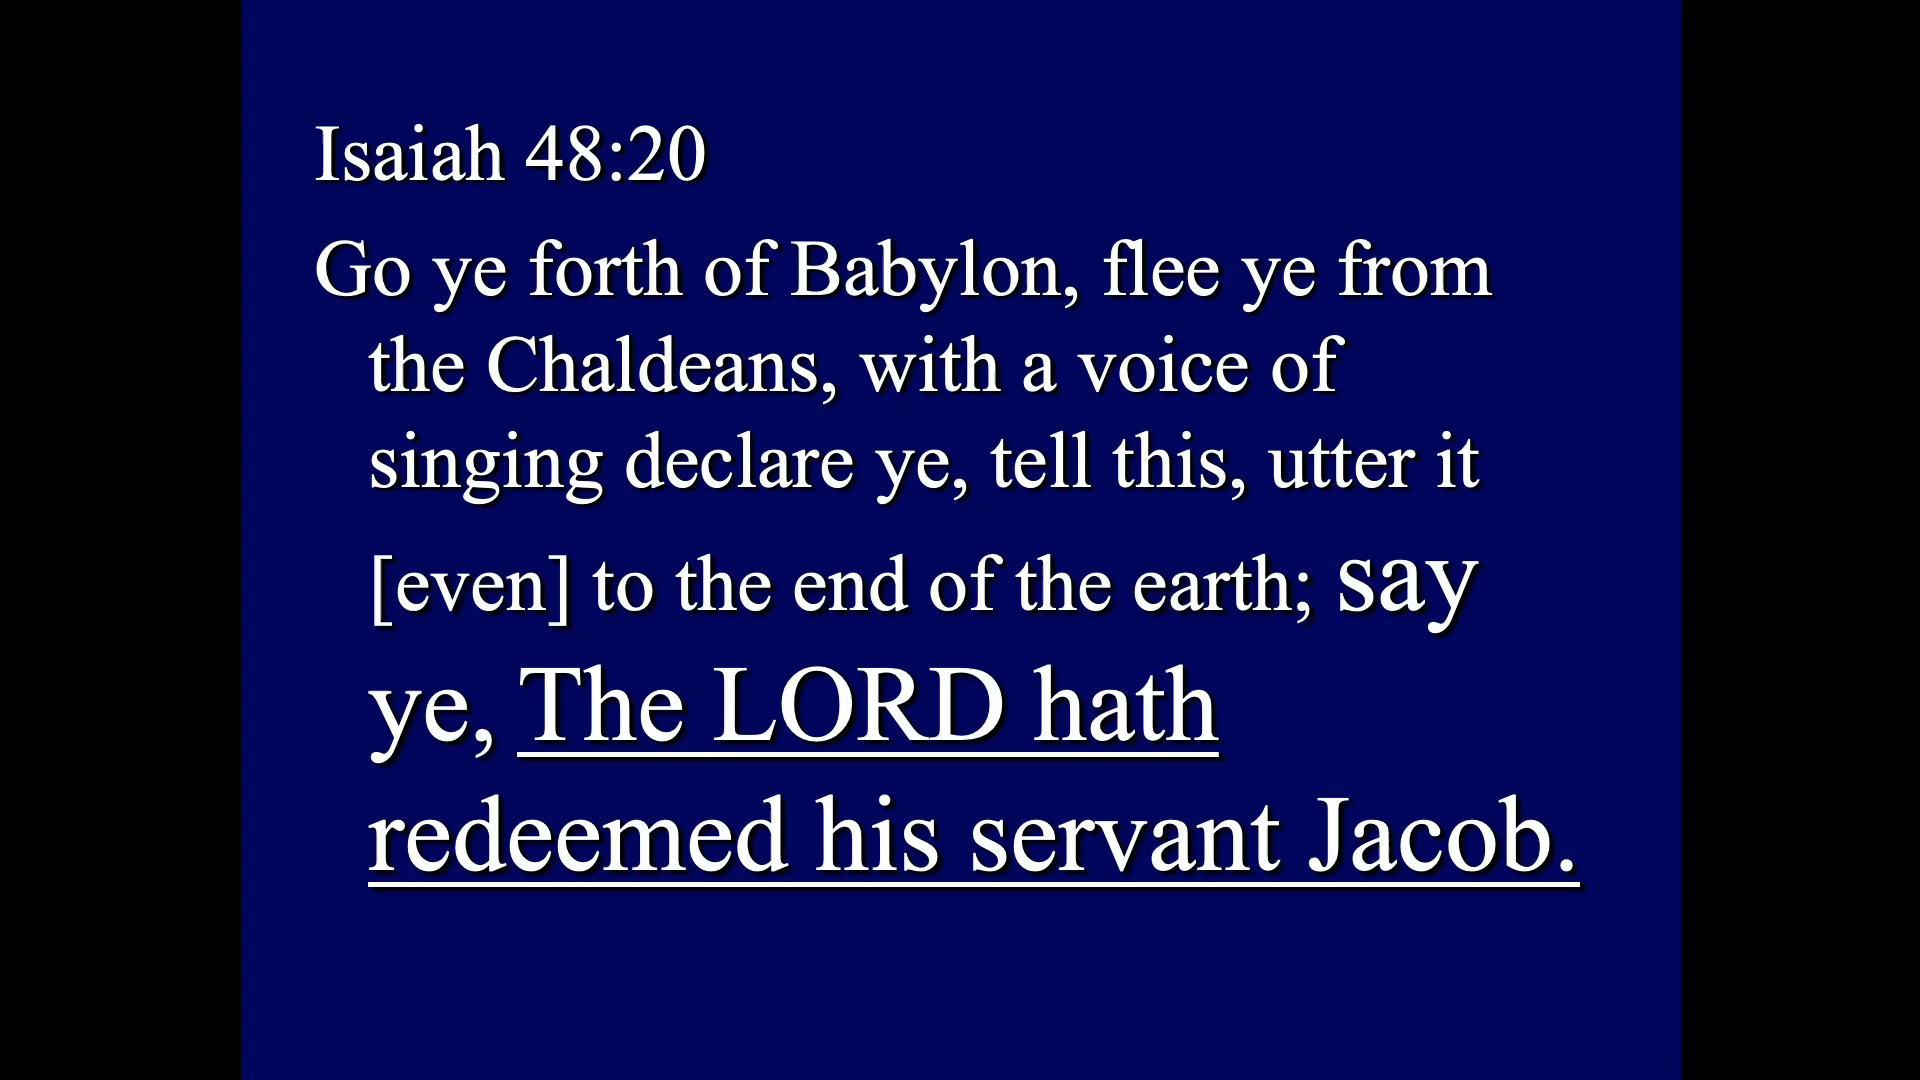 Isaiah 48:20
Go ye forth of Babylon, flee ye from
the Chaldeans, with a voice of
singing declare ye, tell this, utter it
[even] to the end of the earth; say
ye, The LORD hath
redeemed his servant Jacob.